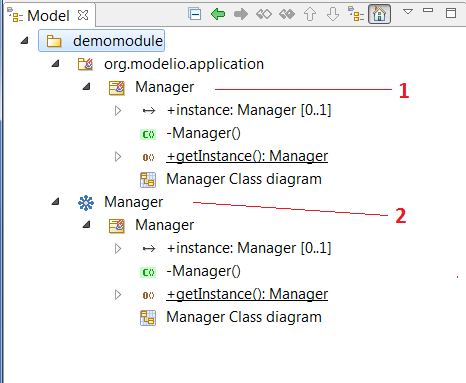 Model
demomodule
org.modelio.application
Manager
1
+instance: Manager [0..1]
-Manager()
+getInstance(): Manager
Manager Class diagram
Manager
2
Manager
+instance: Manager [0..1]
-Manager()
+getInstance(): Manager
Manager Class diagram